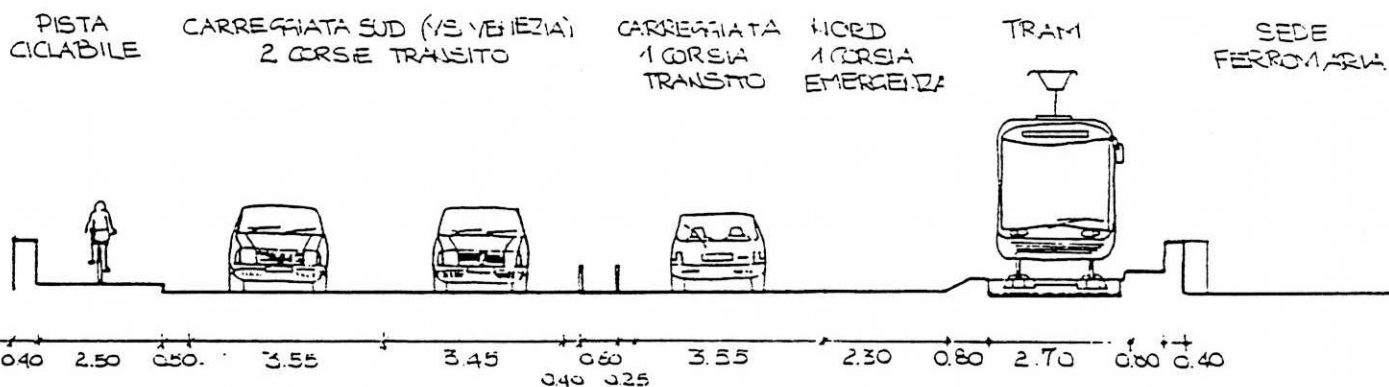 PISTA
CICLABILE
CARREGGIATA SUD (VS VENEZIA)
2 CORSIE TRANSITO
CARREGGIATA NORD
1 CORSIA
TRANSITO
1 CORSIA
EMERGENZA
TRAM
SEDE
FERROVIARIA
0.40 2.50 0.50 3.55 3.45 0.60 3.55 2.30 0.80 2.70 0.60 0.40
0.40 0.25